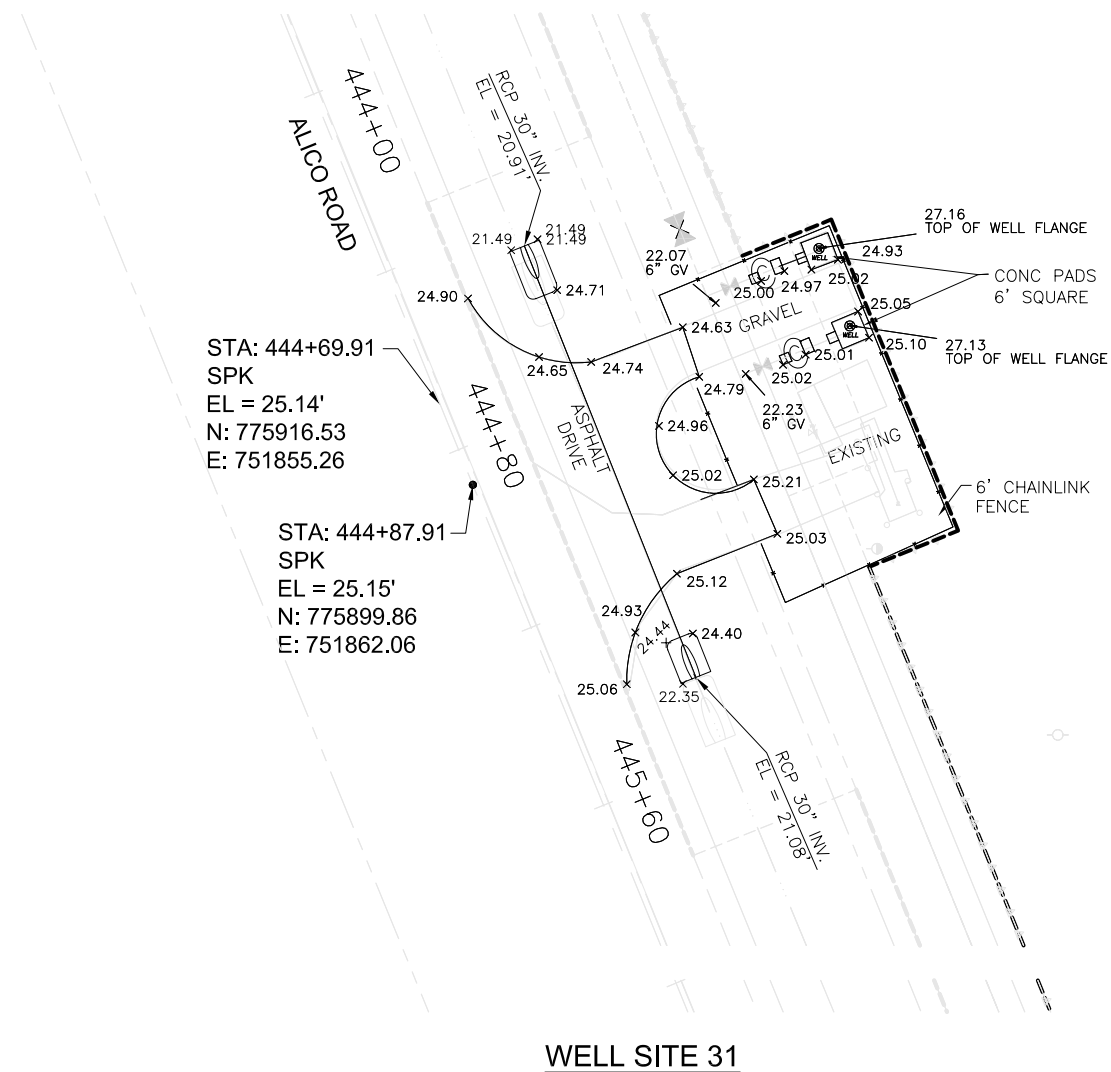 444+00
ALICO ROAD
RCP 30" INV.
EL = 20.91'
21.49
21.49
21.49
24.71
24.90
24.65
24.74
24.63
22.07
6" GV
25.00
24.97
25.02
24.93
27.16
TOP OF WELL FLANGE
WELL
CONC PADS
6' SQUARE
GRAVEL
25.05
25.10
WELL
27.13
TOP OF WELL FLANGE
25.01
25.02
24.79
22.23
6" GV
STA: 444+69.91
SPK
EL = 25.14'
N: 775916.53
E: 751855.26
444+80
ASPHALT
DRIVE
24.96
25.02
EXISTING
25.21
6' CHAINLINK
FENCE
STA: 444+87.91
SPK
EL = 25.15'
N: 775899.86
E: 751862.06
25.03
25.12
24.93
24.44
24.40
25.06
22.35
445+60
RCP 30" INV.
EL = 21.08'
WELL SITE 31